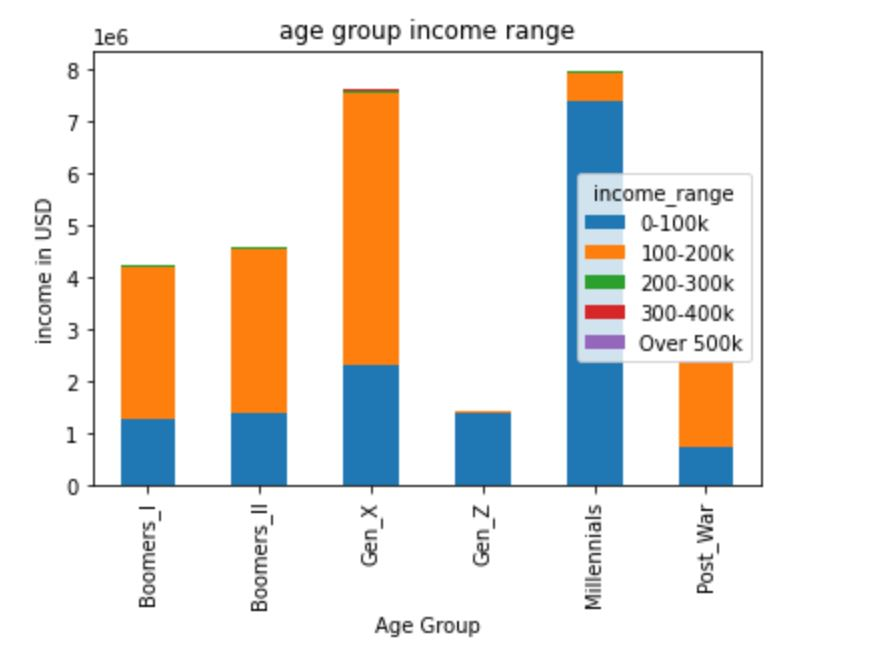 age group income range
1e6
8
7
6
5
4
3
2
1
0
income in USD
income_range
0-100k
100-200k
200-300k
300-400k
Over 500k
Boomers_I
Boomers_II
Gen_X
Gen_Z
Millennials
Post_War
Age Group